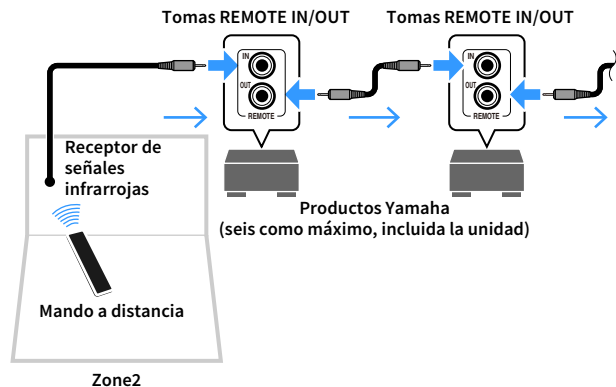 Tomas REMOTE IN/OUT
Tomas REMOTE IN/OUT
IN
OUT
REMOTE
IN
OUT
REMOTE
Receptor de
señales
infrarrojas
Productos Yamaha
(seis como máximo, incluida la unidad)
Mando a distancia
Zone2